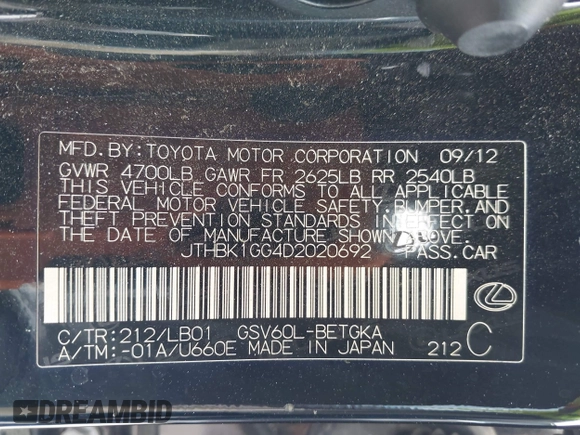 MFD.BY:TOYOTA MOTOR CORPORATION 09/12
GVWR 4700LB GAWR FR 2625LB RR 2540LB
THIS VEHICLE CONFORMS TO ALL APPLICABLE
FEDERAL MOTOR VEHICLE SAFETY, BUMPER, AND
THEFT PREVENTION STANDARDS IN EFFECT ON
THE DATE OF MANUFACTURE SHOWN ABOVE.
JTHBK1GG4D2020692 PASS.CAR
C/TR:212/LB01 GSV60L-BETGKA
A/TM:-01A/U660E MADE IN JAPAN 212 C
DREAMBID